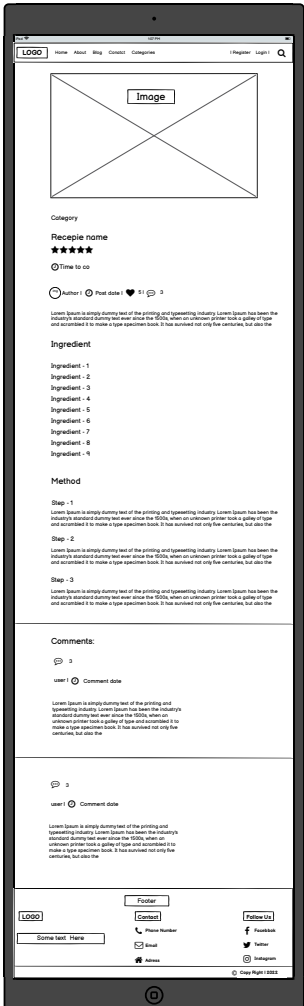 iPad 1:57 PM
LOGO Home About Blog Conatct Categories I Register Login I
Image
Category
Recepie name
Time to co
Author I Post date I 5 I 3
Lorem Ipsum is simply dummy text of the printing and typesetting industry. Lorem Ipsum has been the
industry's standard dummy text ever since the 1500s, when an unknown printer took a galley of type
and scrambled it to make a type specimen book. It has survived not only five centuries, but also the
Ingredient
Ingredient - 1
Ingredient - 2
Ingredient - 3
Ingredient - 4
Ingredient - 5
Ingredient - 6
Ingredient - 7
Ingredient - 8
Ingredient - 9
Method
Step - 1
Lorem Ipsum is simply dummy text of the printing and typesetting industry. Lorem Ipsum has been the
industry's standard dummy text ever since the 1500s, when an unknown printer took a galley of type
and scrambled it to make a type specimen book. It has survived not only five centuries, but also the
Step - 2
Lorem Ipsum is simply dummy text of the printing and typesetting industry. Lorem Ipsum has been the
industry's standard dummy text ever since the 1500s, when an unknown printer took a galley of type
and scrambled it to make a type specimen book. It has survived not only five centuries, but also the
Step - 3
Lorem Ipsum is simply dummy text of the printing and typesetting industry. Lorem Ipsum has been the
industry's standard dummy text ever since the 1500s, when an unknown printer took a galley of type
and scrambled it to make a type specimen book. It has survived not only five centuries, but also the
Comments:
3
user I Comment date
Lorem Ipsum is simply dummy text of the printing and
typesetting industry. Lorem Ipsum has been the industry's
standard dummy text ever since the 1500s, when an
unknown printer took a galley of type and scrambled it to
make a type specimen book. It has survived not only five
centuries, but also the
3
user I Comment date
Lorem Ipsum is simply dummy text of the printing and
typesetting industry. Lorem Ipsum has been the industry's
standard dummy text ever since the 1500s, when an
unknown printer took a galley of type and scrambled it to
make a type specimen book. It has survived not only five
centuries, but also the
Footer
LOGO Contact Follow Us
Phone Number Facebbok
Some text Here Email Twitter
Adress Instagram
© Copy Right I 2022